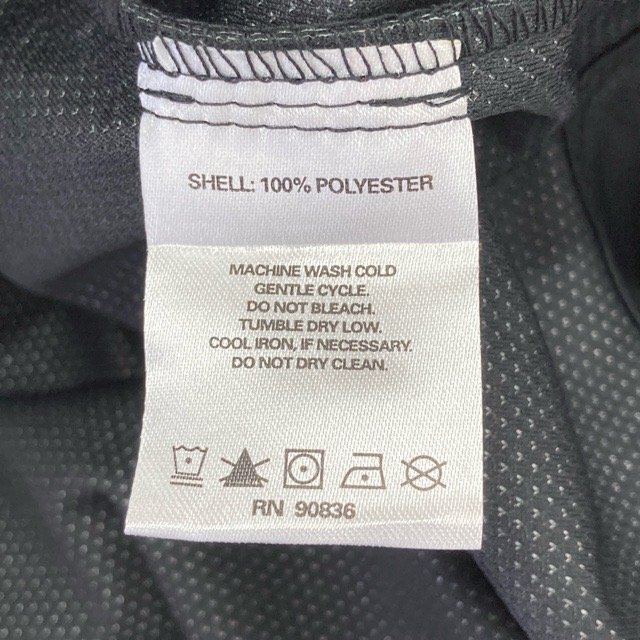 SHELL: 100% POLYESTER
MACHINE WASH COLD
GENTLE CYCLE.
DO NOT BLEACH.
TUMBLE DRY LOW.
COOL IRON, IF NECESSARY.
DO NOT DRY CLEAN.
RN 90836